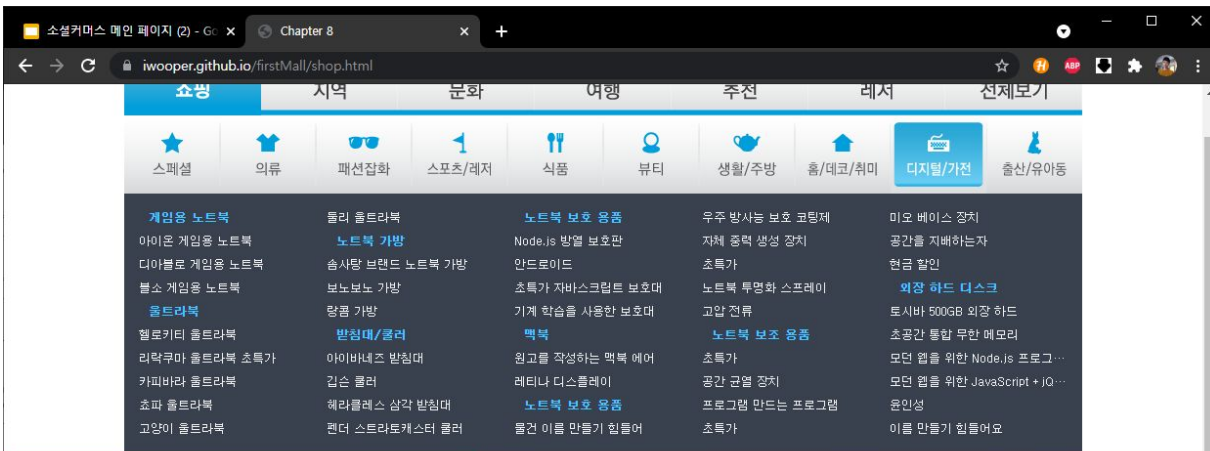 소셜커머스 메인 페이지 (2) - Go
Chapter 8
iwooper.github.io/firstMall/shop.html
ABP
쇼핑 지역 문화 여행 추천 레저 전체보기
스페셜 의류 패션잡화 스포츠/레저 식품 뷰티 생활/주방 홈/데코/취미 디지털/가전 출산/유아동
게임용 노트북
아이온 게임용 노트북
디아블로 게임용 노트북
블소 게임용 노트북
울트라북
헬로키티 울트라북
리락쿠마 울트라북 초특가
카피바라 울트라북
쵸파 울트라북
고양이 울트라북
둘리 울트라북
노트북 가방
솜사탕 브랜드 노트북 가방
보노보노 가방
랑콤 가방
받침대/쿨러
아이바네즈 받침대
깁슨 쿨러
헤라클레스 삼각 받침대
펜더 스트라토캐스터 쿨러
노트북 보호 용품
Node.js 방열 보호판
안드로이드
초특가 자바스크립트 보호대
기계 학습을 사용한 보호대
맥북
원고를 작성하는 맥북 에어
레티나 디스플레이
노트북 보호 용품
물건 이름 만들기 힘들어
우주 방사능 보호 코팅제
자체 중력 생성 장치
초특가
노트북 투명화 스프레이
고압 전류
노트북 보조 용품
초특가
공간 균열 장치
프로그램 만드는 프로그램
초특가
미오 베이스 장치
공간을 지배하는자
현금 할인
외장 하드 디스크
토시바 500GB 외장 하드
초공간 통합 무한 메모리
모던 웹을 위한 Node.js 프로그…
모던 웹을 위한 JavaScript + jQ…
윤인성
이름 만들기 힘들어요